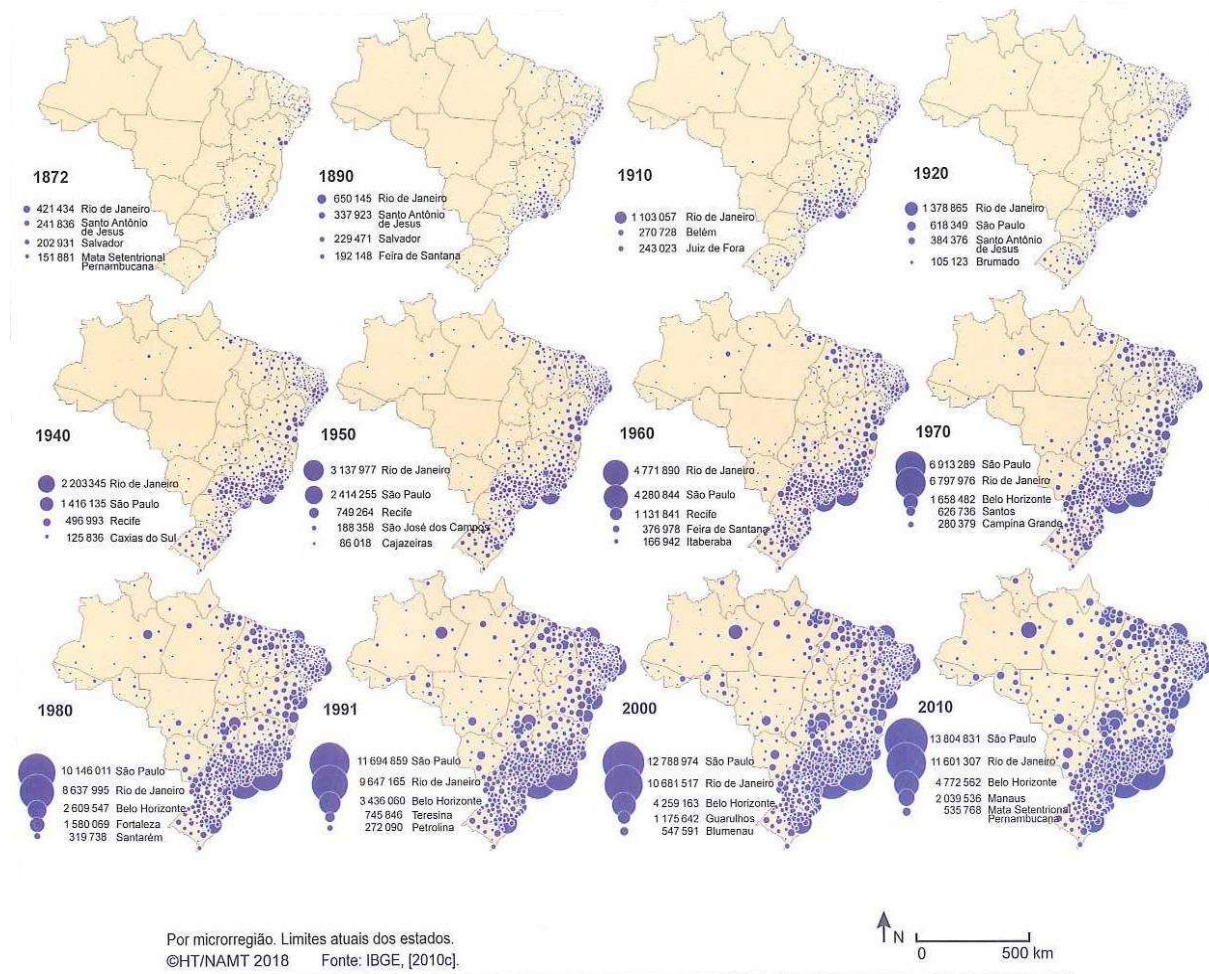 1872
421 434 Rio de Janeiro
241 836 Santo Antônio
de Jesus
202 931 Salvador
151 881 Mata Setentrional
Pernambucana
1890
650 145 Rio de Janeiro
337 923 Santo Antônio
de Jesus
229 471 Salvador
192 148 Feira de Santana
1910
1 103 057 Rio de Janeiro
270 728 Belém
243 023 Juiz de Fora
1920
1 378 865 Rio de Janeiro
618 349 São Paulo
384 376 Santo Antônio
de Jesus
105 123 Brumado
1940
2 203 345 Rio de Janeiro
1 416 135 São Paulo
496 993 Recife
125 836 Caxias do Sul
1950
3 137 977 Rio de Janeiro
2 414 255 São Paulo
749 264 Recife
188 358 São José dos Campos
86 018 Cajazeiras
1960
4 771 890 Rio de Janeiro
4 280 844 São Paulo
1 131 841 Recife
376 978 Feira de Santana
166 942 Itaberaba
1970
6 913 289 São Paulo
6 797 976 Rio de Janeiro
1 658 482 Belo Horizonte
626 736 Santos
280 379 Campina Grande
1980
10 146 011 São Paulo
8 637 995 Rio de Janeiro
2 609 547 Belo Horizonte
1 580 069 Fortaleza
319 738 Santarém
1991
11 694 859 São Paulo
9 647 165 Rio de Janeiro
3 436 060 Belo Horizonte
745 846 Teresina
272 090 Petrolina
2000
12 788 974 São Paulo
10 681 517 Rio de Janeiro
4 259 163 Belo Horizonte
1 175 642 Guarulhos
547 591 Blumenau
2010
13 804 831 São Paulo
11 601 307 Rio de Janeiro
4 772 562 Belo Horizonte
2 039 536 Manaus
535 768 Mata Setentrional
Pernambucana
Por microrregião. Limites atuais dos estados.
©HT/NAMT 2018 Fonte: IBGE, [2010c].
N
0 500 km